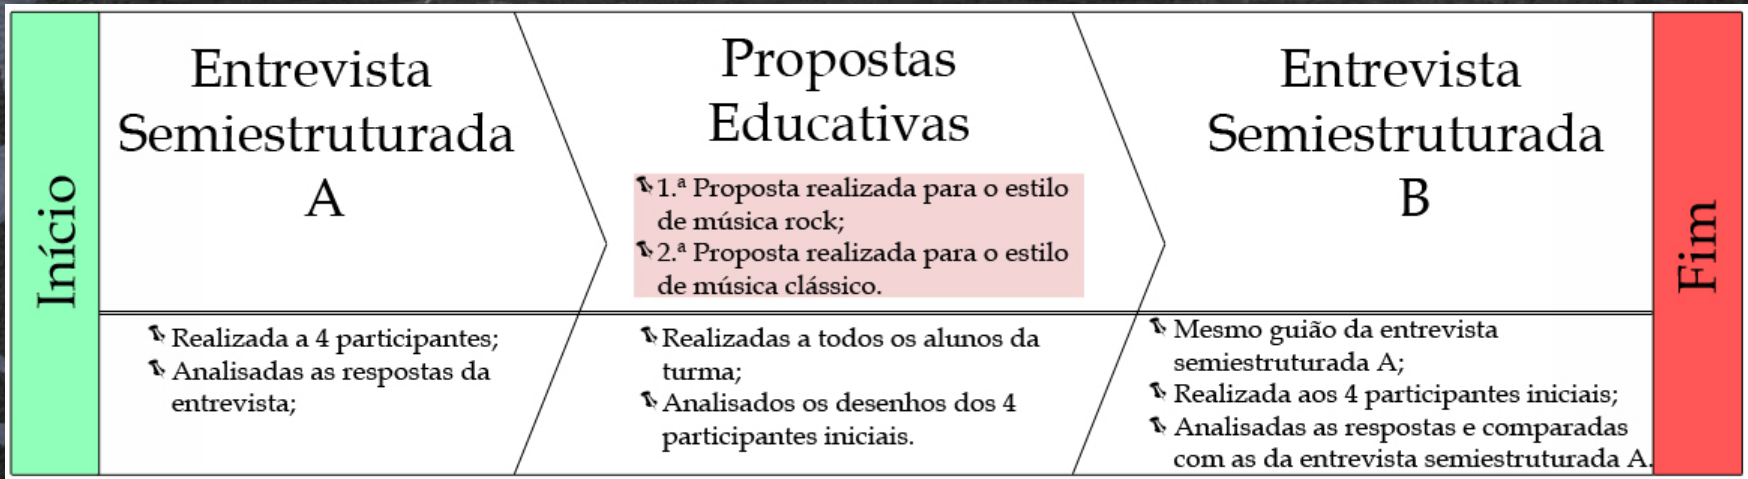 Início
Entrevista
Semiestruturada
A
Realizada a 4 participantes;
Analisadas as respostas da
entrevista;
Propostas
Educativas
1.ª Proposta realizada para o estilo
de música rock;
2.ª Proposta realizada para o estilo
de música clássico.
Realizadas a todos os alunos da
turma;
Analisados os desenhos dos 4
participantes iniciais.
Entrevista
Semiestruturada
B
Mesmo guião da entrevista
semiestruturada A;
Realizada aos 4 participantes iniciais;
Analisadas as respostas e comparadas
com as da entrevista semiestruturada A.
Fim